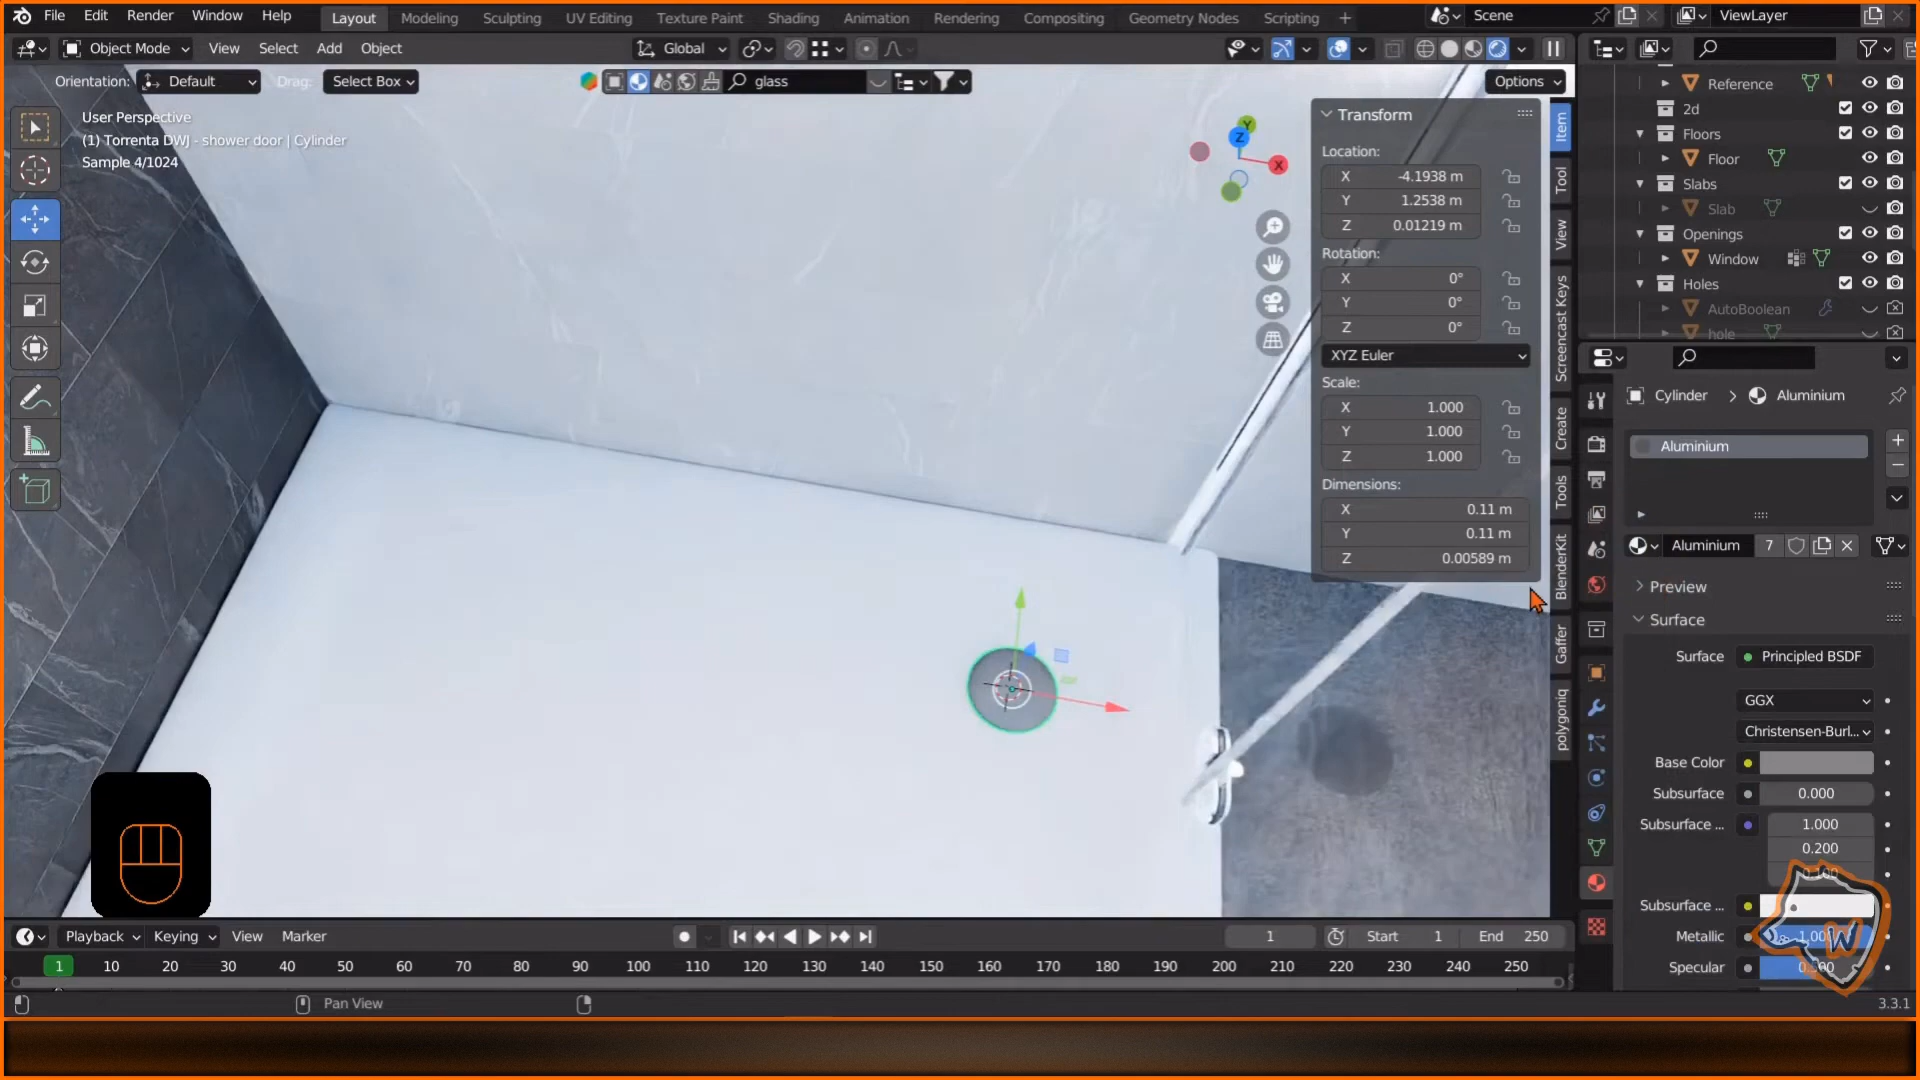 File Edit Render Window Help Layout Modeling Sculpting UV Editing Texture Paint Shading Animation Rendering Compositing Geometry Nodes Scripting + Scene ViewLayer
Object Mode View Select Add Object Global
Orientation: Default Drag: Select Box glass Options
User Perspective
(1) Torrenta DWJ - shower door | Cylinder
Sample 4/1024
Y
Z
X
Transform
Location:
X -4.1938 m
Y 1.2538 m
Z 0.01219 m
Rotation:
X 0°
Y 0°
Z 0°
XYZ Euler
Scale:
X 1.000
Y 1.000
Z 1.000
Dimensions:
X 0.11 m
Y 0.11 m
Z 0.00589 m
Item
Tool
View
Screencast Keys
Create
Tools
BlenderKit
Gaffer
polygoniq
Reference
2d
Floors
Floor
Slabs
Slab
Openings
Window
Holes
AutoBoolean
hole
Cylinder > Aluminium
Aluminium
Aluminium 7
Preview
Surface
Surface Principled BSDF
GGX
Christensen-Burl...
Base Color
Subsurface 0.000
Subsurface ... 1.000
0.200
0.100
Subsurface ...
Metallic 1.00
Specular
W
Playback Keying View Marker 1 Start 1 End 250
1 10 20 30 40 50 60 70 80 90 100 110 120 130 140 150 160 170 180 190 200 210 220 230 240 250
Pan View 3.3.1